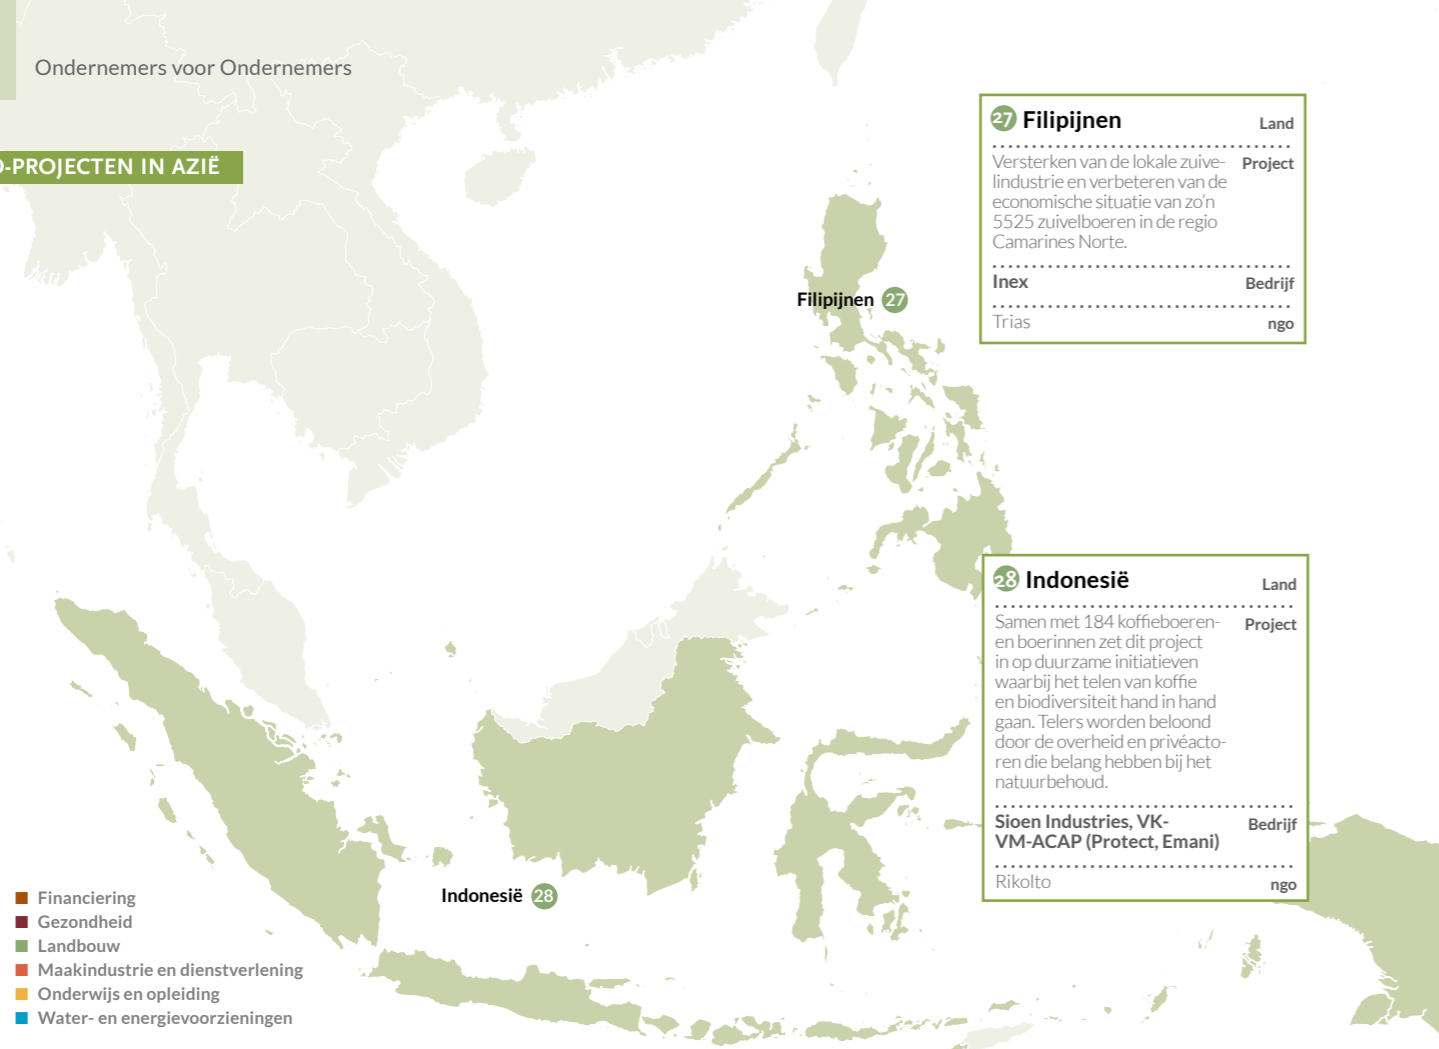 Ondernemers voor Ondernemers
-PROJECTEN IN AZIË
27 Filipijnen Land
Versterken van de lokale zuive- Project
lindustrie en verbeteren van de
economische situatie van zo'n
5525 zuivelboeren in de regio
Camarines Norte.
Inex Bedrijf
Trias ngo
Filipijnen 27
28 Indonesië Land
Samen met 184 koffieboeren- Project
en boerinnen zet dit project
in op duurzame initiatieven
waarbij het telen van koffie
en biodiversiteit hand in hand
gaan. Telers worden beloond
door de overheid en privéacto-
ren die belang hebben bij het
natuurbehoud.
Sioen Industries, VK- Bedrijf
VM-ACAP (Protect, Emani)
Rikolto ngo
Indonesië 28
Financiering
Gezondheid
Landbouw
Maakindustrie en dienstverlening
Onderwijs en opleiding
Water- en energievoorzieningen